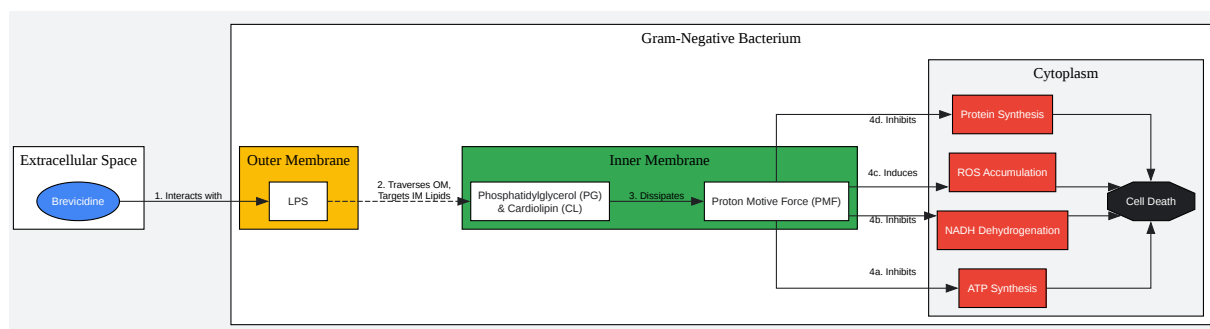 Gram-Negative Bacterium
Cytoplasm
Protein Synthesis
4d. Inhibits
Extracellular Space
Outer Membrane
Inner Membrane
2. Traverses OM,
Targets IM Lipids
4c. Induces
ROS Accumulation
Brevicidine
1. Interacts with
LPS
Phosphatidylglycerol (PG)
& Cardiolipin (CL)
3. Dissipates
Proton Motive Force (PMF)
Cell Death
4b. Inhibits
NADH Dehydrogenation
4a. Inhibits
ATP Synthesis